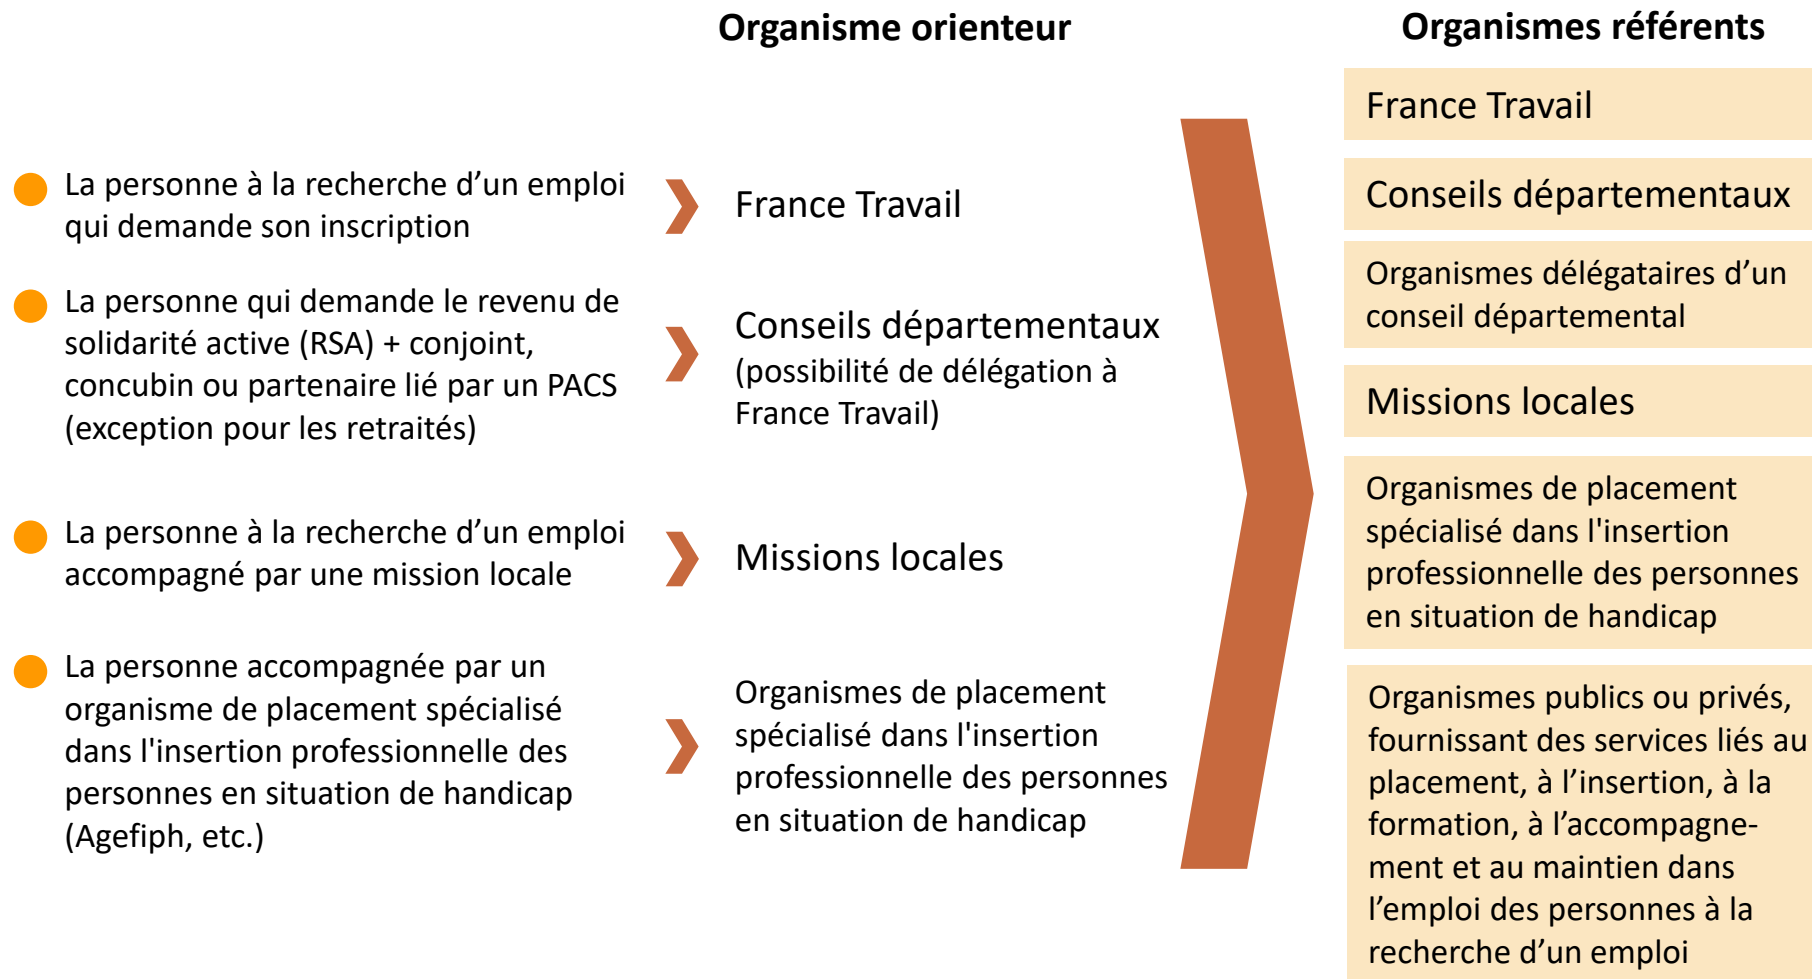 Organisme orienteur
Organismes référents
La personne à la recherche d’un emploi
qui demande son inscription
France Travail
La personne qui demande le revenu de
solidarité active (RSA) + conjoint,
concubin ou partenaire lié par un PACS
(exception pour les retraités)
Conseils départementaux
(possibilité de délégation à
France Travail)
La personne à la recherche d’un emploi
accompagné par une mission locale
Missions locales
La personne accompagnée par un
organisme de placement spécialisé
dans l'insertion professionnelle des
personnes en situation de handicap
(Agefiph, etc.)
Organismes de placement
spécialisé dans l'insertion
professionnelle des personnes
en situation de handicap
France Travail
Conseils départementaux
Organismes délégataires d’un
conseil départemental
Missions locales
Organismes de placement
spécialisé dans l'insertion
professionnelle des personnes
en situation de handicap
Organismes publics ou privés,
fournissant des services liés au
placement, à l’insertion, à la
formation, à l’accompagne-
ment et au maintien dans
l’emploi des personnes à la
recherche d’un emploi